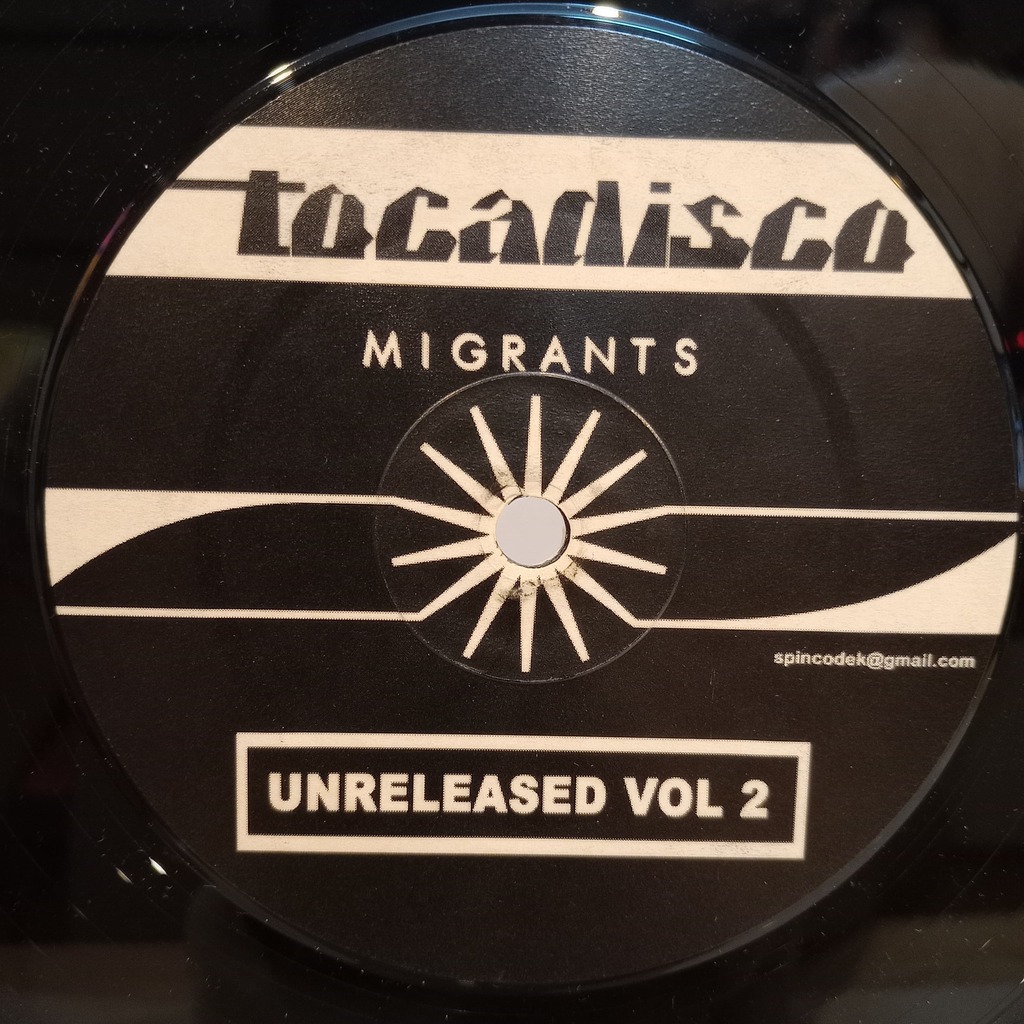 tocadisco
MIGRANTS
spincodek@gmail.com
UNRELEASED VOL 2